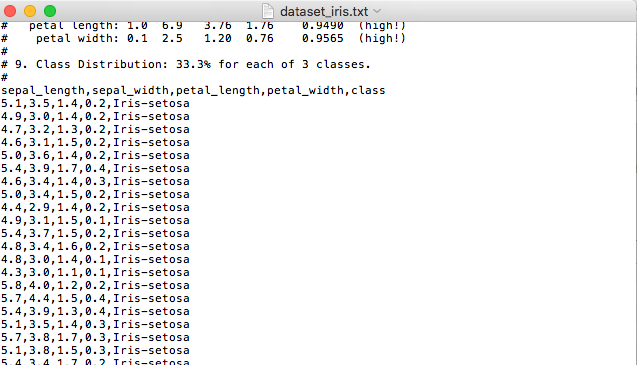 dataset_iris.txt
#   petal length: 1.0  6.9   3.76  1.76    0.9490  (high!)
#    petal width: 0.1  2.5   1.20  0.76    0.9565  (high!)
#
# 9. Class Distribution: 33.3% for each of 3 classes.
#
sepal_length,sepal_width,petal_length,petal_width,class
5.1,3.5,1.4,0.2,Iris-setosa
4.9,3.0,1.4,0.2,Iris-setosa
4.7,3.2,1.3,0.2,Iris-setosa
4.6,3.1,1.5,0.2,Iris-setosa
5.0,3.6,1.4,0.2,Iris-setosa
5.4,3.9,1.7,0.4,Iris-setosa
4.6,3.4,1.4,0.3,Iris-setosa
5.0,3.4,1.5,0.2,Iris-setosa
4.4,2.9,1.4,0.2,Iris-setosa
4.9,3.1,1.5,0.1,Iris-setosa
5.4,3.7,1.5,0.2,Iris-setosa
4.8,3.4,1.6,0.2,Iris-setosa
4.8,3.0,1.4,0.1,Iris-setosa
4.3,3.0,1.1,0.1,Iris-setosa
5.8,4.0,1.2,0.2,Iris-setosa
5.7,4.4,1.5,0.4,Iris-setosa
5.4,3.9,1.3,0.4,Iris-setosa
5.1,3.5,1.4,0.3,Iris-setosa
5.7,3.8,1.7,0.3,Iris-setosa
5.1,3.8,1.5,0.3,Iris-setosa
5.4,3.4,1.7,0.2,Iris-setosa